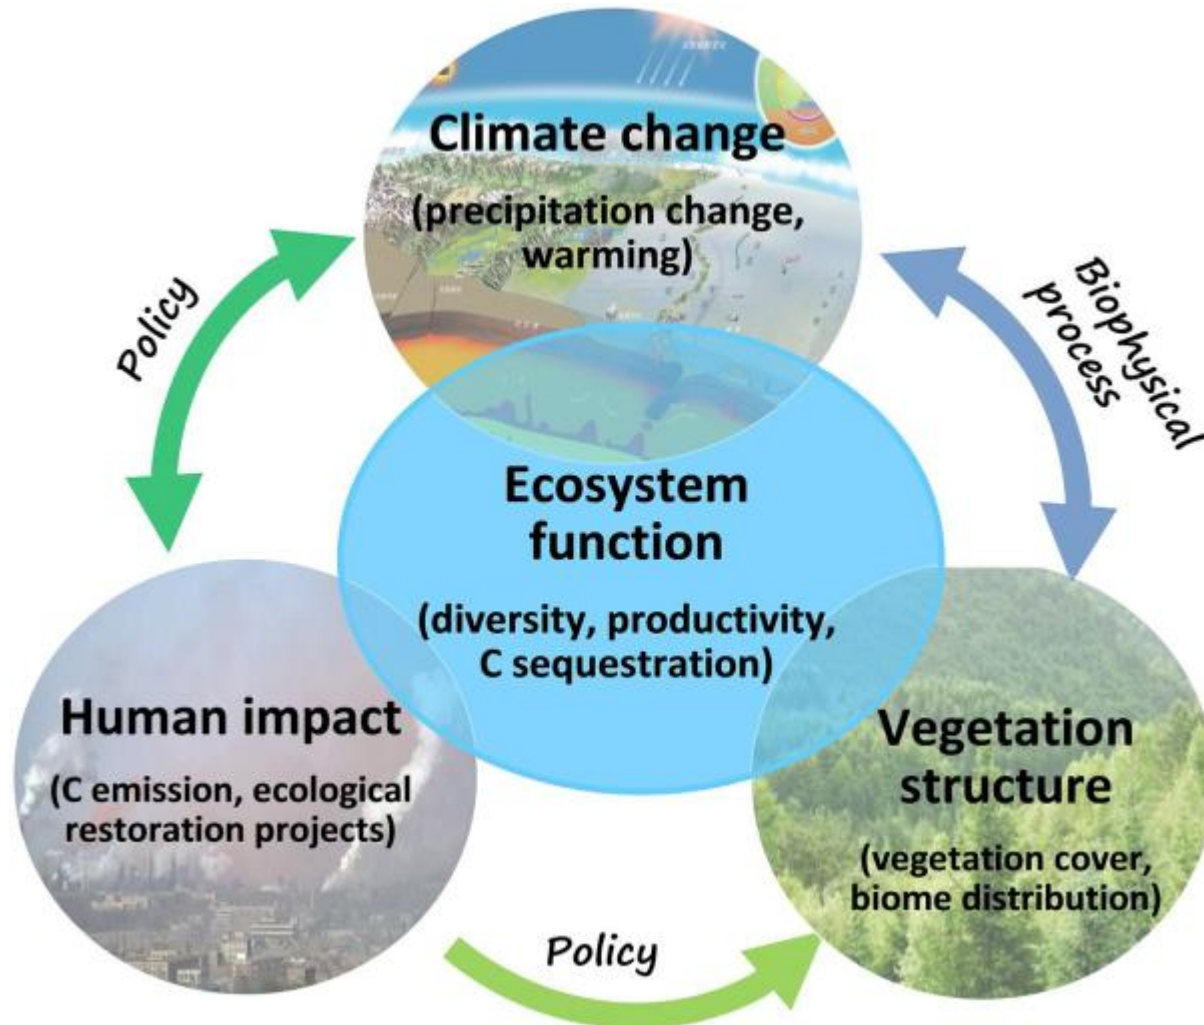 Climate change
(precipitation change,
warming)
Policy
Biophysical
process
Ecosystem
function
(diversity, productivity,
C sequestration)
Human impact
(C emission, ecological
restoration projects)
Vegetation
structure
(vegetation cover,
biome distribution)
Policy